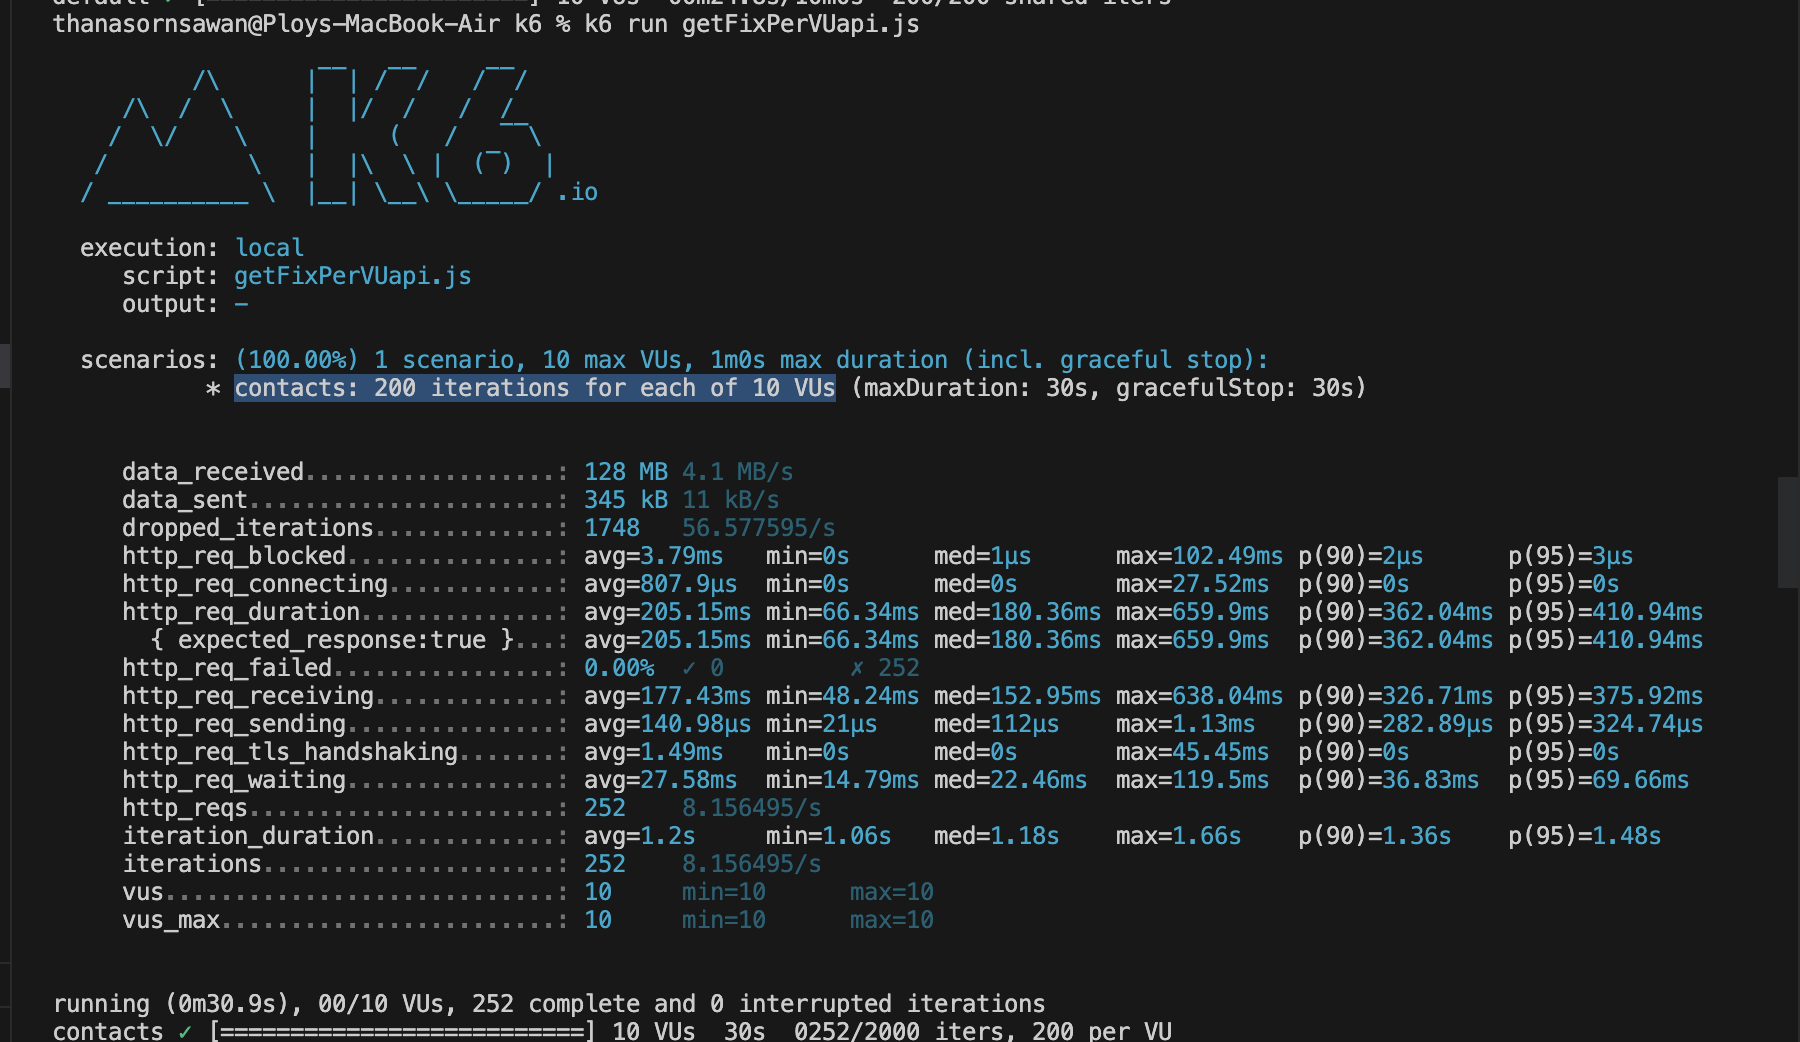 default ✓ [=======================] 10 VUs  00m24.8s/10m0s  200/200 shared iters
thanasornsawan@Ploys-MacBook-Air k6 % k6 run getFixPerVUapi.js
.io
execution: local
script: getFixPerVUapi.js
output: -
scenarios: (100.00%) 1 scenario, 10 max VUs, 1m0s max duration (incl. graceful stop):
* contacts: 200 iterations for each of 10 VUs (maxDuration: 30s, gracefulStop: 30s)
data_received..................: 128 MB 4.1 MB/s
data_sent......................: 345 kB 11 kB/s
dropped_iterations.............: 1748   56.577595/s
http_req_blocked...............: avg=3.79ms   min=0s      med=1µs      max=102.49ms p(90)=2µs      p(95)=3µs
http_req_connecting............: avg=807.9µs  min=0s      med=0s       max=27.52ms  p(90)=0s       p(95)=0s
http_req_duration..............: avg=205.15ms min=66.34ms med=180.36ms max=659.9ms  p(90)=362.04ms p(95)=410.94ms
{ expected_response:true }...: avg=205.15ms min=66.34ms med=180.36ms max=659.9ms  p(90)=362.04ms p(95)=410.94ms
http_req_failed................: 0.00%  ✓ 0         ✗ 252
http_req_receiving.............: avg=177.43ms min=48.24ms med=152.95ms max=638.04ms p(90)=326.71ms p(95)=375.92ms
http_req_sending...............: avg=140.98µs min=21µs    med=112µs    max=1.13ms   p(90)=282.89µs p(95)=324.74µs
http_req_tls_handshaking.......: avg=1.49ms   min=0s      med=0s       max=45.45ms  p(90)=0s       p(95)=0s
http_req_waiting...............: avg=27.58ms  min=14.79ms med=22.46ms  max=119.5ms  p(90)=36.83ms  p(95)=69.66ms
http_reqs......................: 252    8.156495/s
iteration_duration.............: avg=1.2s     min=1.06s   med=1.18s    max=1.66s    p(90)=1.36s    p(95)=1.48s
iterations.....................: 252    8.156495/s
vus............................: 10     min=10      max=10
vus_max........................: 10     min=10      max=10
running (0m30.9s), 00/10 VUs, 252 complete and 0 interrupted iterations
contacts ✓ [==========================] 10 VUs  30s  0252/2000 iters, 200 per VU